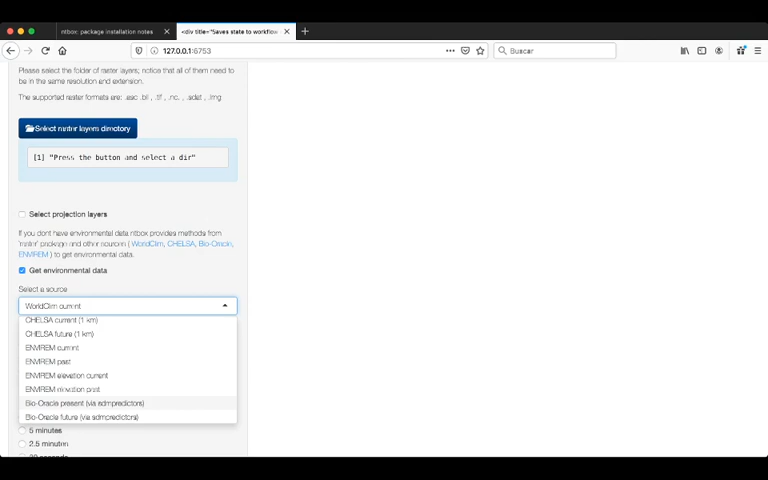 ntbox: package installation notes
<div title="Saves state to workflow
127.0.0.1:6753
Buscar
Please select the folder of raster layers; notice that all of them need to
be in the same resolution and extension.
The supported raster formats are: .asc .bil , .tif , .nc. , .sdat , .img
Select raster layers directory
[1] "Press the button and select a dir"
Select projection layers
If you dont have environmental data ntbox provides methods from
'raster' package and other sources ( WorldClim, CHELSA, Bio-Oracle,
ENVIREM ) to get environmental data.
Get environmental data
Select a source
WorldClim current
CHELSA current (1 km)
CHELSA future (1 km)
ENVIREM current
ENVIREM past
ENVIREM elevation current
ENVIREM elevation past
Bio-Oracle present (via sdmpredictors)
Bio-Oracle future (via sdmpredictors)
5 minutes
2.5 minutes